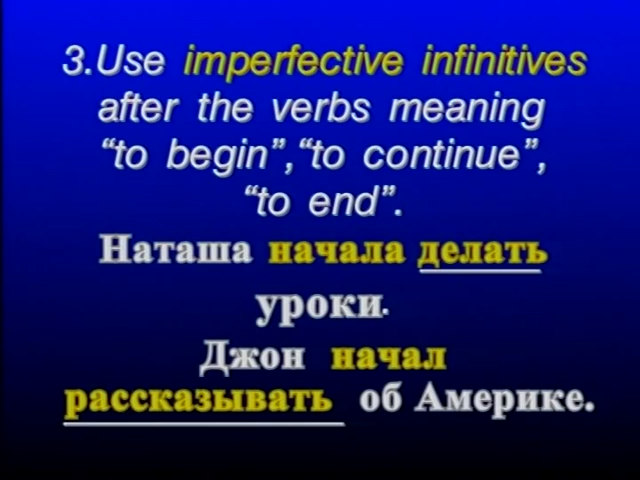 3.Use imperfective infinitives
after the verbs meaning
“to begin”,“to continue”,
“to end”.
Наташа начала делать
уроки.
Джон начал
рассказывать об Америке.